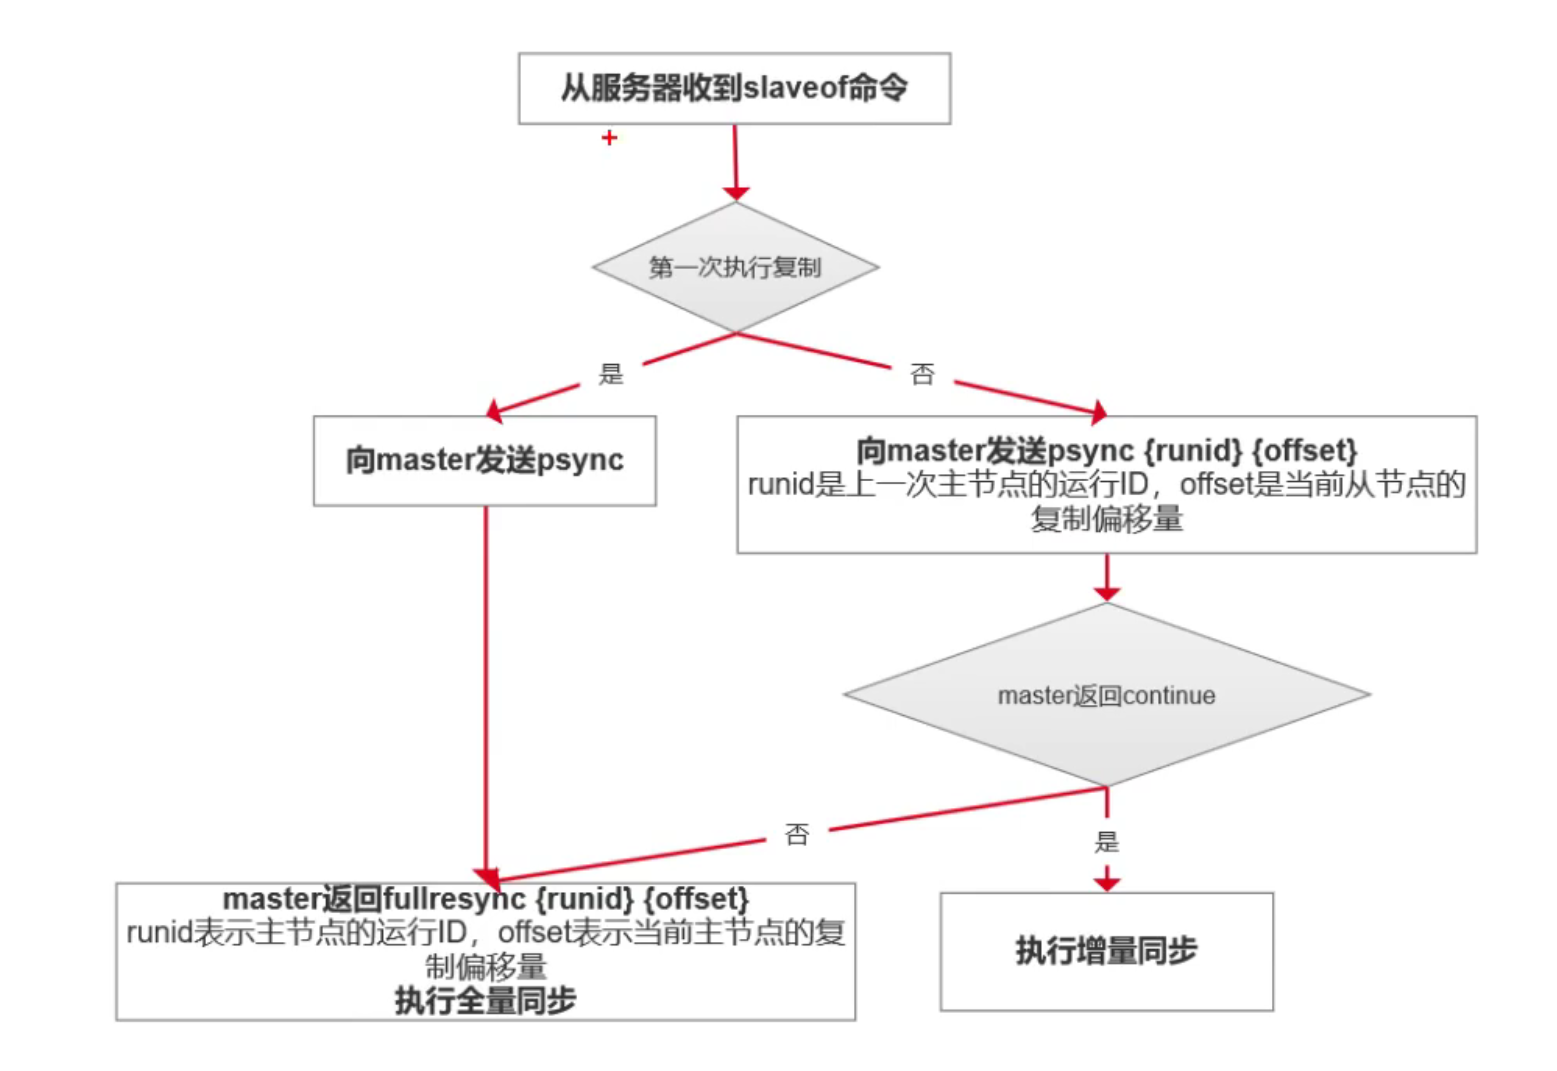 从服务器收到slaveof命令
第一次执行复制
是
否
向master发送psync
向master发送psync {runid} {offset}
runid是上一次主节点的运行ID，offset是当前从节点的
复制偏移量
master返回continue
否
是
master返回fullresync {runid} {offset}
runid表示主节点的运行ID，offset表示当前主节点的复
制偏移量
执行全量同步
执行增量同步